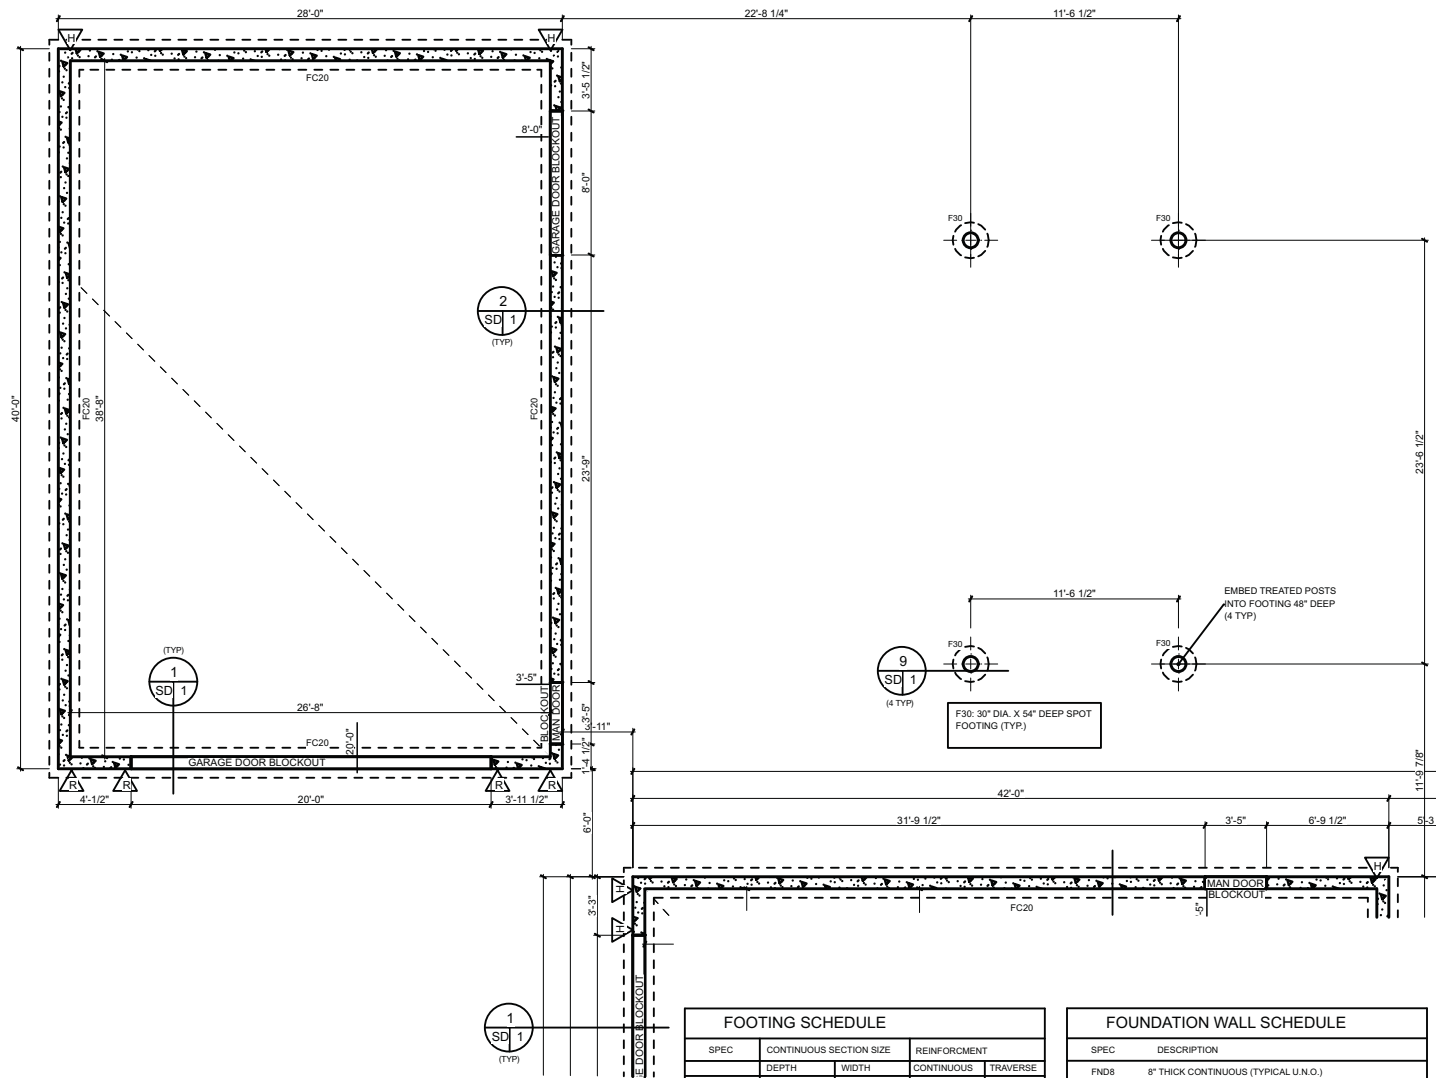 28'-0"
22'-8 1/4"
11'-6 1/2"
H
H
FC20
3'-5 1/2"
8'-0"
GARAGE DOOR BLOCKOUT
8'-0"
F30
F30
2
SD 1
(TYP)
40'-0"
FC20
38'-8"
FC20
23'-9"
23'-6 1/2"
11'-6 1/2"
EMBED TREATED POSTS
INTO FOOTING 48" DEEP
(4 TYP)
F30
F30
9
SD 1
(4 TYP)
F30: 30" DIA. X 54" DEEP SPOT
FOOTING (TYP.)
(TYP)
1
SD 1
3'-5"
BLOCKOUT
MAN DOOR
3'-5"
26'-8"
3'-11"
FC20
20'-0"
GARAGE DOOR BLOCKOUT
1'-4 1/2"
11'-9 7/8"
R
R
R
R
4'-1/2"
20'-0"
3'-11 1/2"
42'-0"
6'-0"
31'-9 1/2"
3'-5"
6'-9 1/2"
5'-3
H
H
H
3'-3"
MAN DOOR
BLOCKOUT
FC20
-5"
E DOOR BLOCKOUT
1
SD 1
(TYP)
FOOTING SCHEDULE
SPEC CONTINUOUS SECTION SIZE REINFORCMENT
DEPTH WIDTH CONTINUOUS TRAVERSE
FOUNDATION WALL SCHEDULE
SPEC DESCRIPTION
FND8 8" THICK CONTINUOUS (TYPICAL U.N.O.)